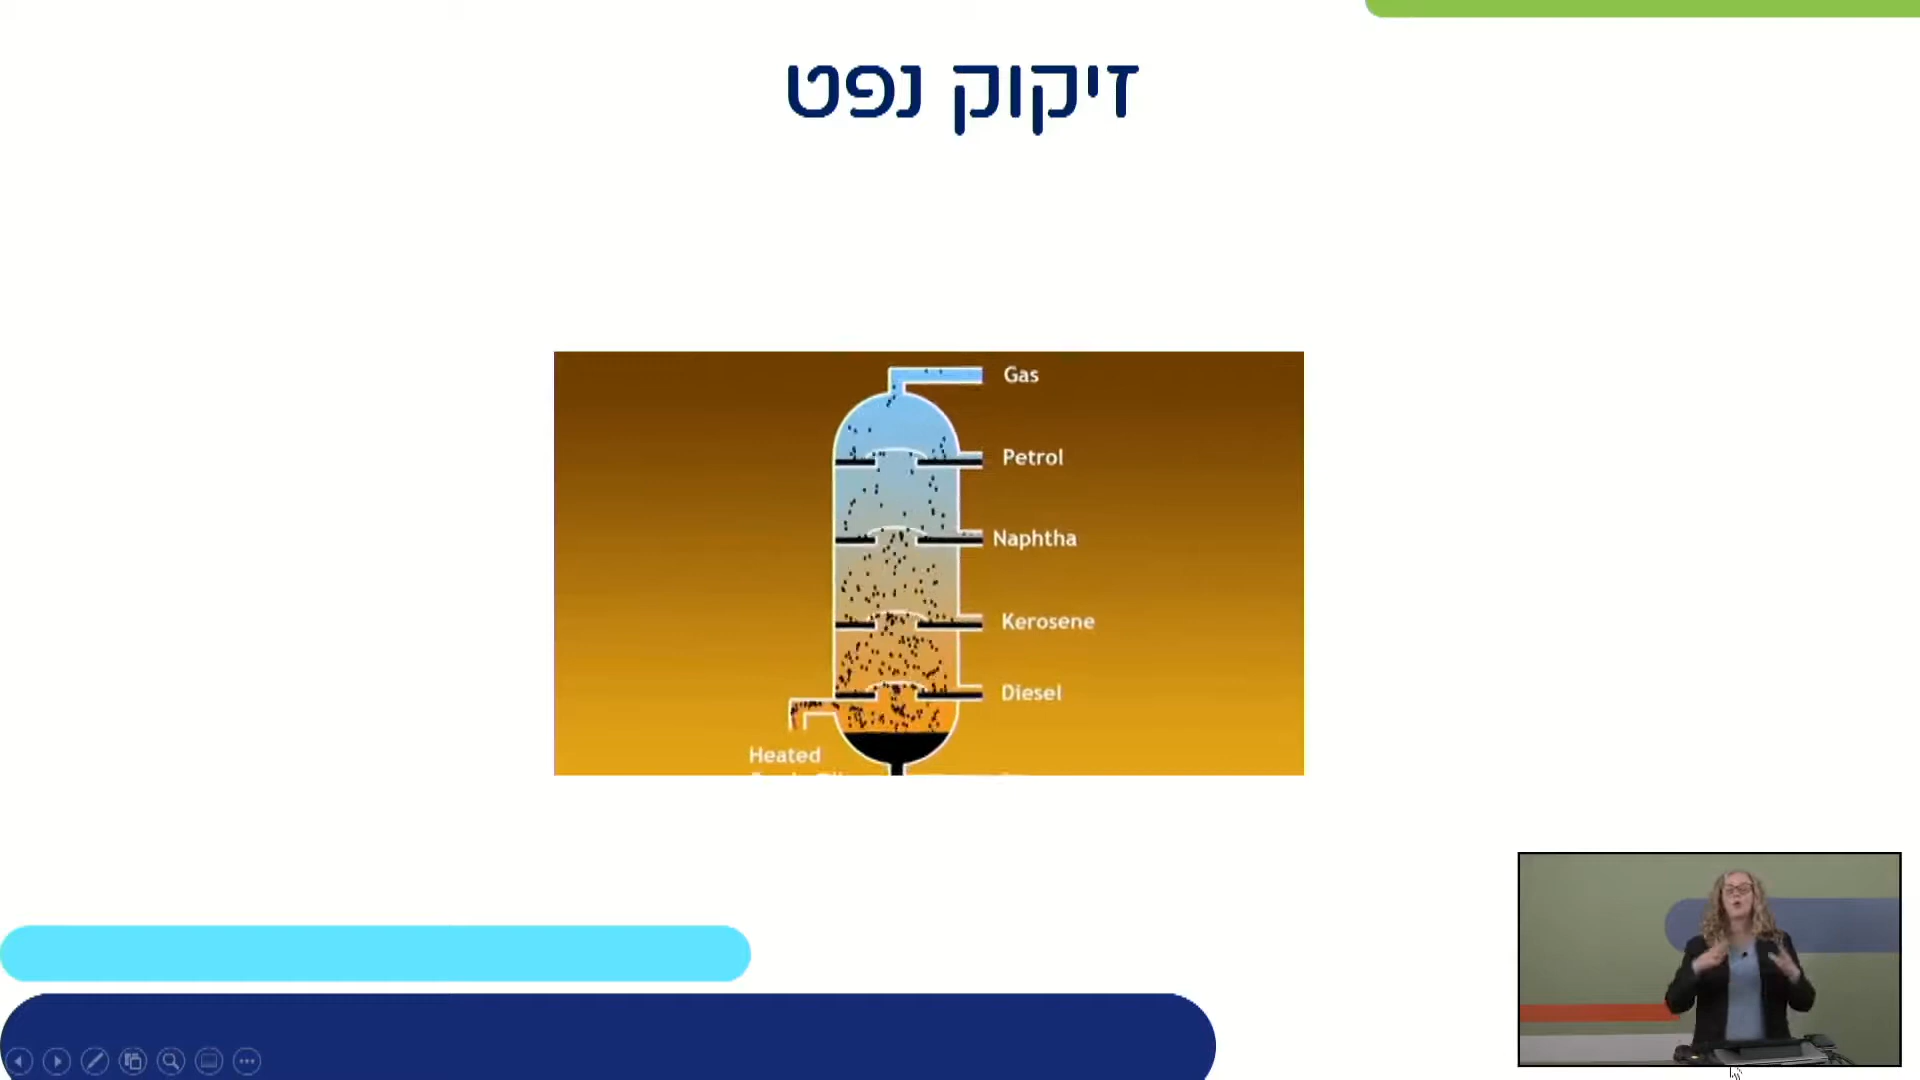 זיקוק נפט
Gas
Petrol
Naphtha
Kerosene
Diesel
Heated